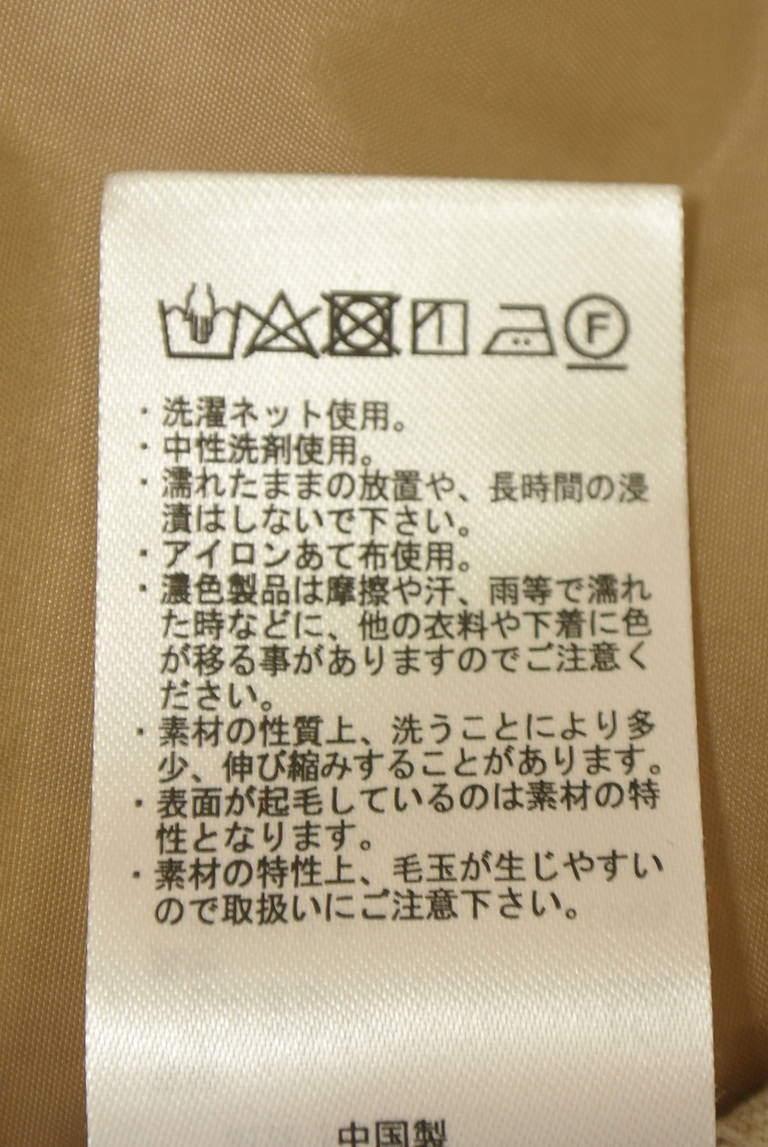 F
・洗濯ネット使用。
・中性洗剤使用。
・濡れたままの放置や、長時間の浸
漬はしないで下さい。
・アイロンあて布使用。
・濃色製品は摩擦や汗、雨等で濡れ
た時などに、他の衣料や下着に色
が移る事がありますのでご注意く
ださい。
・素材の性質上、洗うことにより多
少、伸び縮みすることがあります。
・表面が起毛しているのは素材の特
性となります。
・素材の特性上、毛玉が生じやすい
ので取扱いにご注意下さい。
中国製